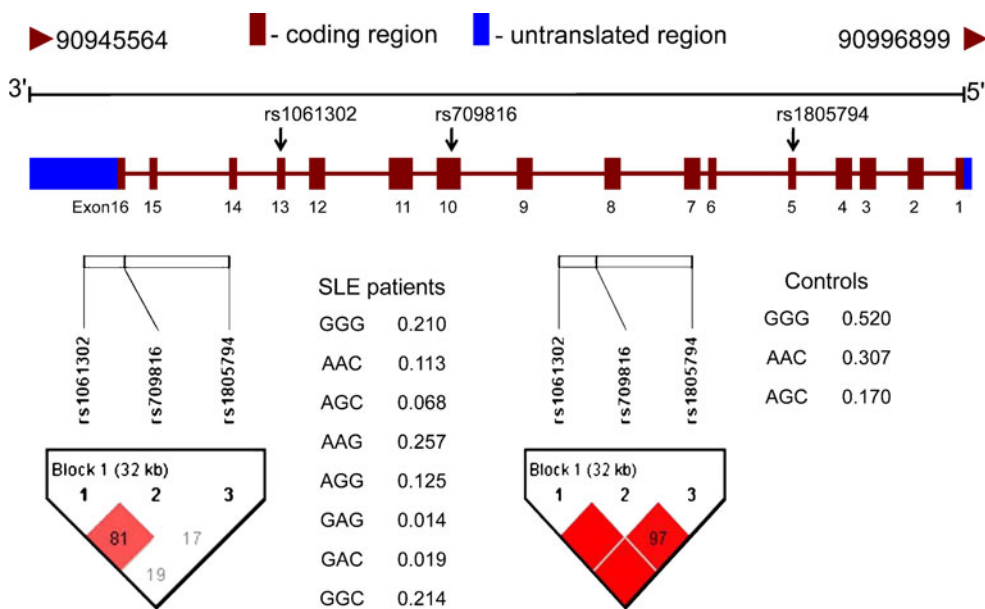 90945564 - coding region - untranslated region 90996899
3' 5'
rs1061302 rs709816 rs1805794
Exon16 15 14 13 12 11 10 9 8 7 6 5 4 3 2 1
SLE patients
GGG 0.210
AAC 0.113
AGC 0.068
AAG 0.257
AGG 0.125
GAG 0.014
GAC 0.019
GGC 0.214
rs1061302
rs709816
rs1805794
Block 1 (32 kb)
1 2 3
81 17
19
rs1061302
rs709816
rs1805794
Block 1 (32 kb)
1 2 3
97
Controls
GGG 0.520
AAC 0.307
AGC 0.170